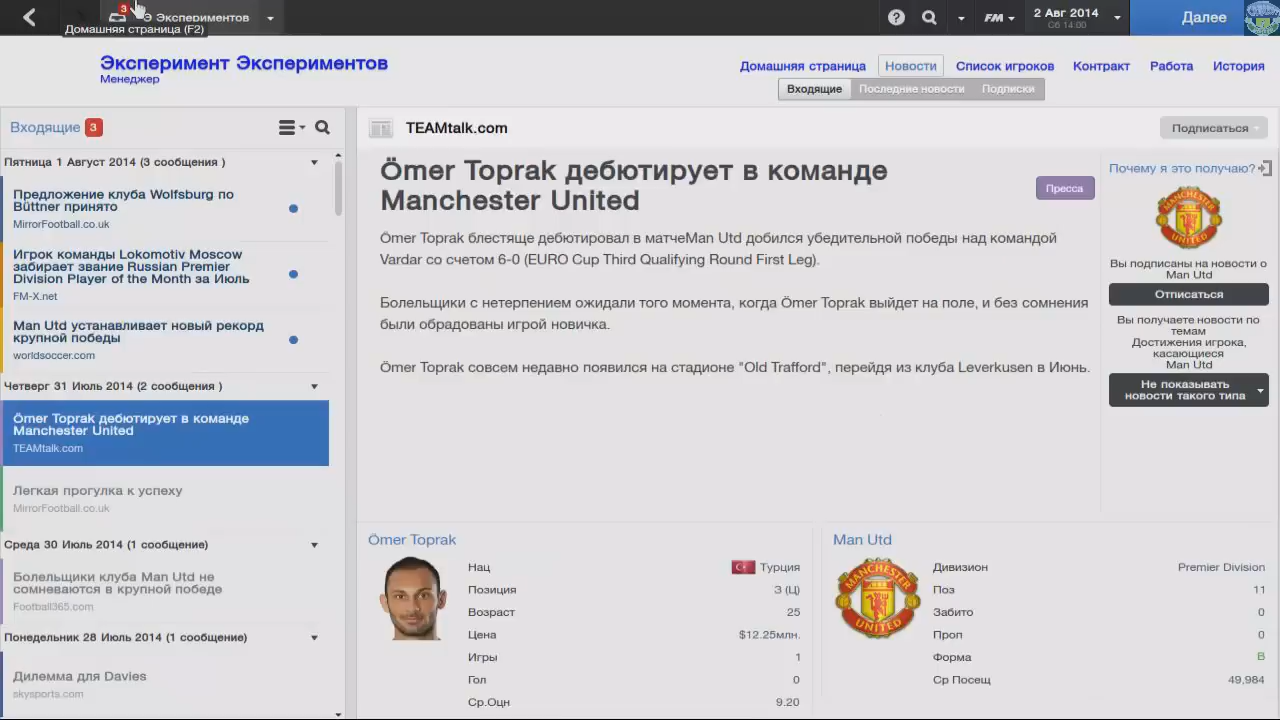 3
Э Экспериментов
Домашняя страница (F2)
FM
2 Авг 2014
Сб 14:00
Далее
Эксперимент Экспериментов
Менеджер
Домашняя страница
Новости
Список игроков
Контракт
Работа
История
Входящие
Последние новости
Подписки
Входящие 3
Пятница 1 Август 2014 (3 сообщения )
Предложение клуба Wolfsburg по
Büttner принято
MirrorFootball.co.uk
Игрок команды Lokomotiv Moscow
забирает звание Russian Premier
Division Player of the Month за Июль
FM-X.net
Man Utd устанавливает новый рекорд
крупной победы
worldsoccer.com
Четверг 31 Июль 2014 (2 сообщения )
Ömer Toprak дебютирует в команде
Manchester United
TEAMtalk.com
Легкая прогулка к успеху
MirrorFootball.co.uk
Среда 30 Июль 2014 (1 сообщение)
Болельщики клуба Man Utd не
сомневаются в крупной победе
Football365.com
Понедельник 28 Июль 2014 (1 сообщение)
Дилемма для Davies
skysports.com
TEAMtalk.com
Подписаться
Ömer Toprak дебютирует в команде
Manchester United
Пресса
Ömer Toprak блестяще дебютировал в матчеMan Utd добился убедительной победы над командой
Vardar со счетом 6-0 (EURO Cup Third Qualifying Round First Leg).
Болельщики с нетерпением ожидали того момента, когда Ömer Toprak выйдет на поле, и без сомнения
были обрадованы игрой новичка.
Ömer Toprak совсем недавно появился на стадионе "Old Trafford", перейдя из клуба Leverkusen в Июнь.
Почему я это получаю?
MANCHESTER
UNITED
Вы подписаны на новости о
Man Utd
Отписаться
Вы получаете новости по
темам
Достижения игрока,
касающиеся
Man Utd
Не показывать
новости такого типа
Ömer Toprak
Нац Турция
Позиция З (Ц)
Возраст 25
Цена $12.25млн.
Игры 1
Гол 0
Ср.Оцн 9.20
Man Utd
MANCHESTER
UNITED
Дивизион Premier Division
Поз 11
Забито 0
Проп 0
Форма В
Ср Посещ 49,984